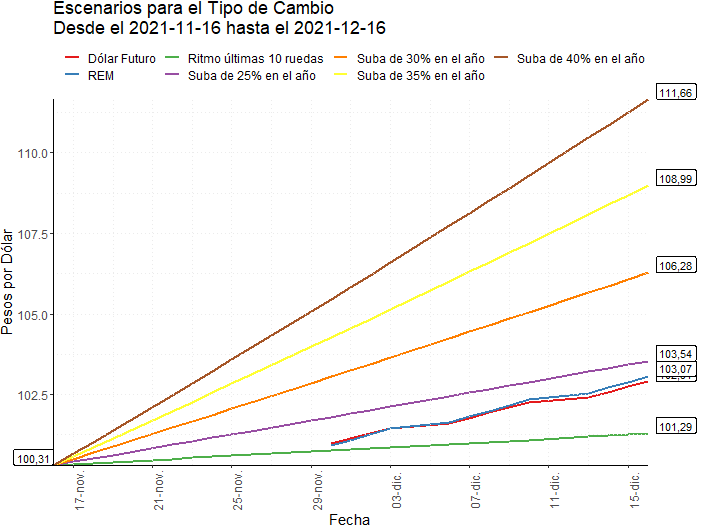 Escenarios para el Tipo de Cambio
Desde el 2021-11-16 hasta el 2021-12-16
Dólar Futuro
Ritmo últimas 10 ruedas
Suba de 30% en el año
Suba de 40% en el año
REM
Suba de 25% en el año
Suba de 35% en el año
111,66
110.0
108,99
107.5
106,28
105.0
103,54
103,07
102.5
101,29
100,31
Pesos por Dólar
17-nov.
21-nov.
25-nov.
29-nov.
03-dic.
07-dic.
11-dic.
15-dic.
Fecha